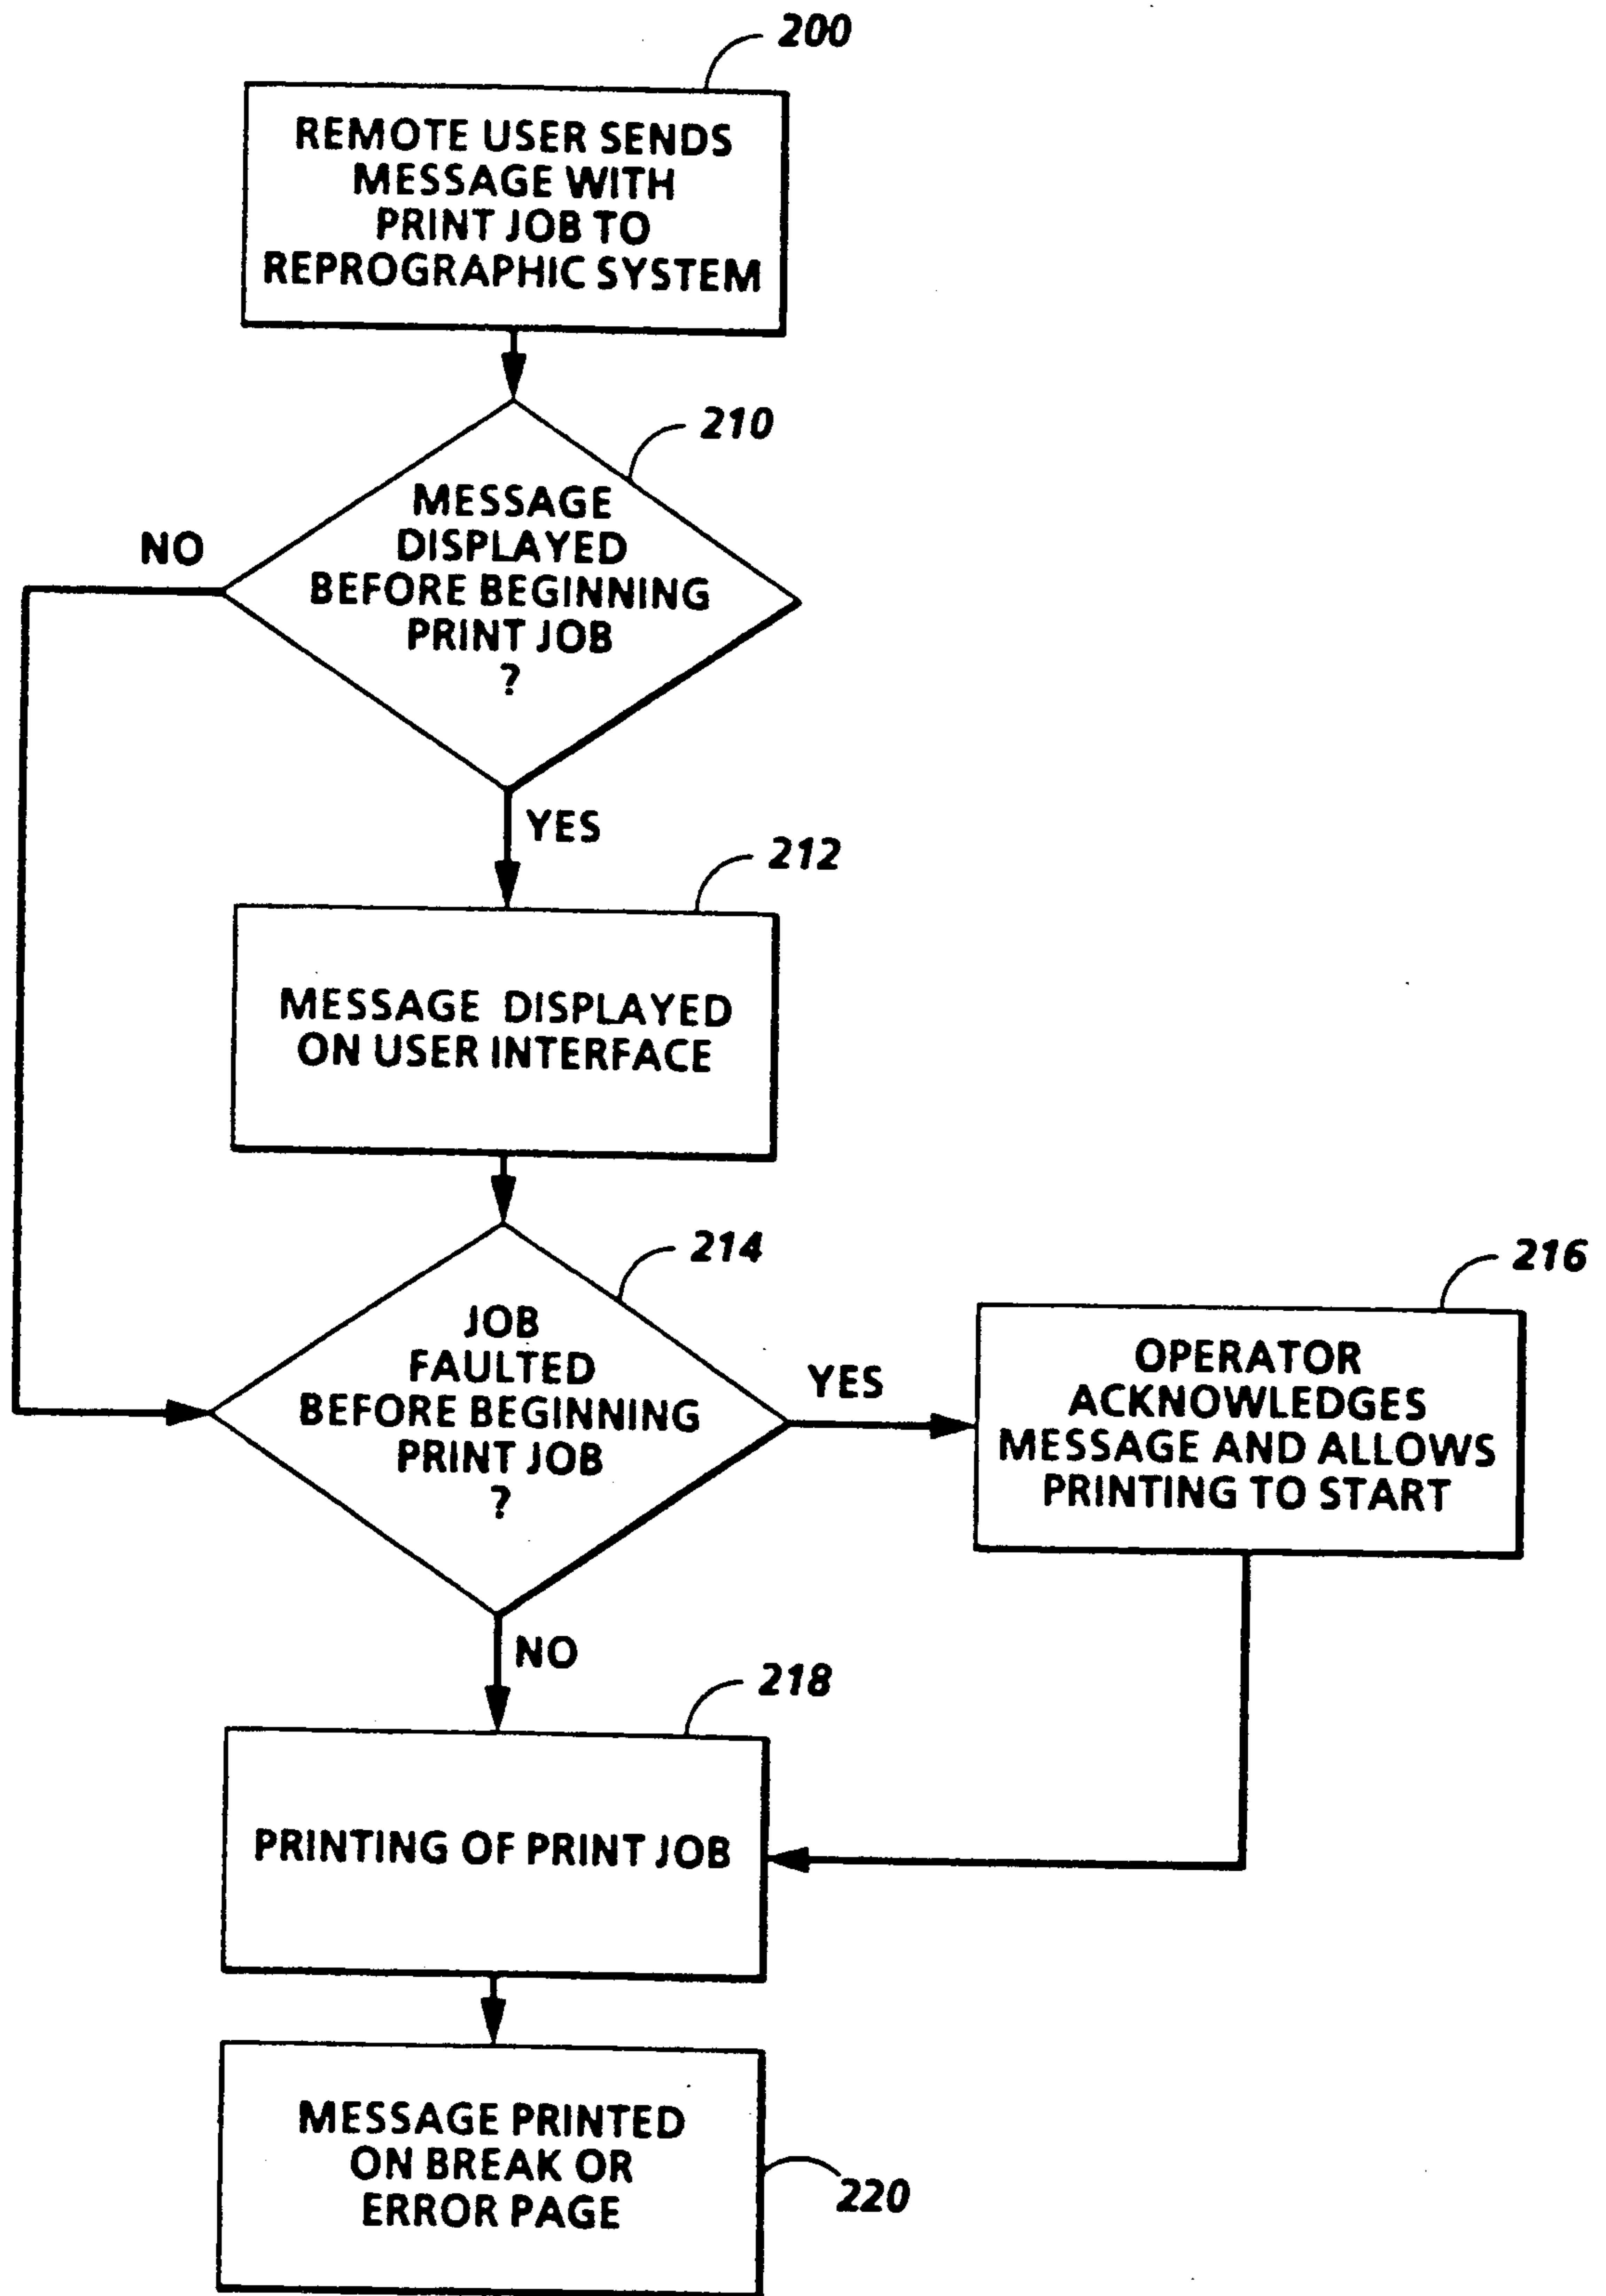 200
REMOTE USER SENDS
MESSAGE WITH
PRINT JOB TO
REPROGRAPHIC SYSTEM
210
MESSAGE
DISPLAYED
BEFORE BEGINNING
PRINT JOB
?
NO
YES
212
MESSAGE DISPLAYED
ON USER INTERFACE
214
JOB
FAULTED
BEFORE BEGINNING
PRINT JOB
?
YES
216
OPERATOR
ACKNOWLEDGES
MESSAGE AND ALLOWS
PRINTING TO START
NO
218
PRINTING OF PRINT JOB
MESSAGE PRINTED
ON BREAK OR
ERROR PAGE
220